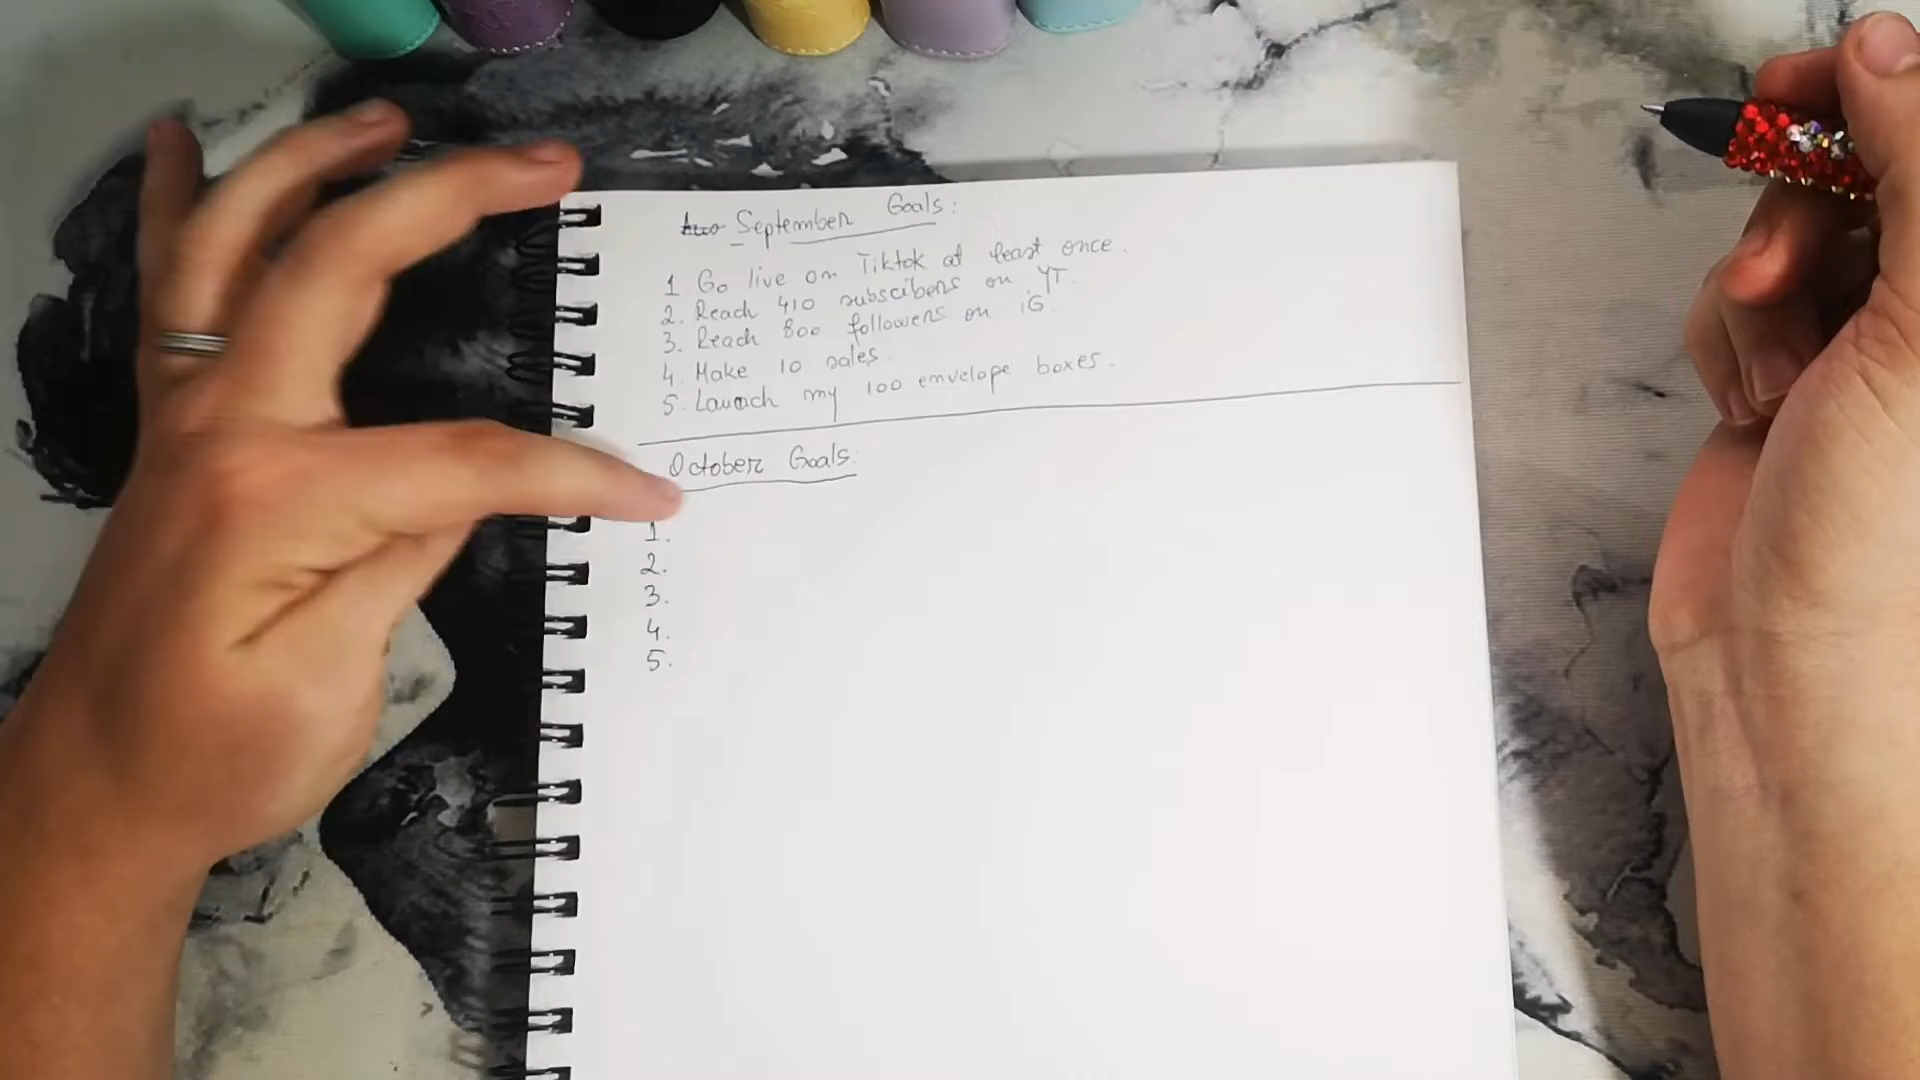 September Goals:
1 Go live on Tiktok at least once.
2. Reach 410 subscibers on YT.
3. Reach 800 followers on iG.
4. Make 10 sales.
5. Launch my 100 envelope boxes.
October Goals:
1.
2.
3.
4.
5.